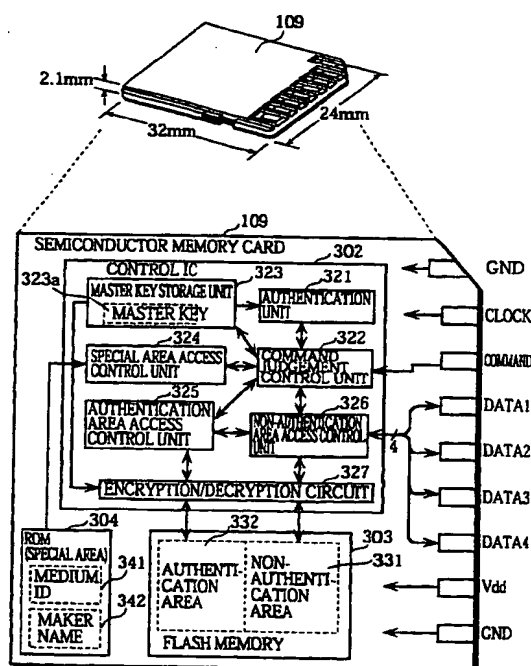 109
2.1mm
32mm
24mm
109
SEMICONDUCTOR MEMORY CARD
302
CONTROL IC
323
323a
MASTER KEY STORAGE UNIT
MASTER KEY
321
AUTHENTICATION
UNIT
324
SPECIAL AREA ACCESS
CONTROL UNIT
322
COMMAND
JUDGEMENT
CONTROL UNIT
325
AUTHENTICATION
AREA ACCESS
CONTROL UNIT
326
NON-AUTHENTICATION
AREA ACCESS CONTROL
UNIT
4
327
ENCRYPTION/DECRYPTION CIRCUIT
304
ROM
(SPECIAL AREA)
341
MEDIUM
ID
342
MAKER
NAME
332
303
331
AUTHENTI-
CATION
AREA
NON-
AUTHENTI-
CATION
AREA
FLASH MEMORY
GND
CLOCK
COMMAND
DATA1
DATA2
DATA3
DATA4
Vdd
GND